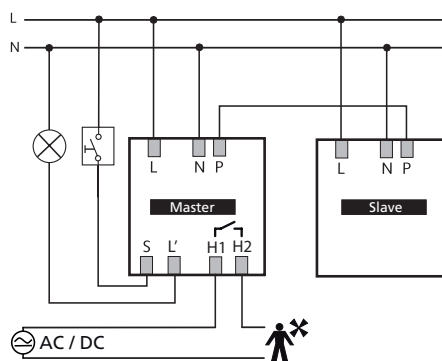 L
N
L N P
L N P
Master
Slave
S L' H1 H2
AC / DC